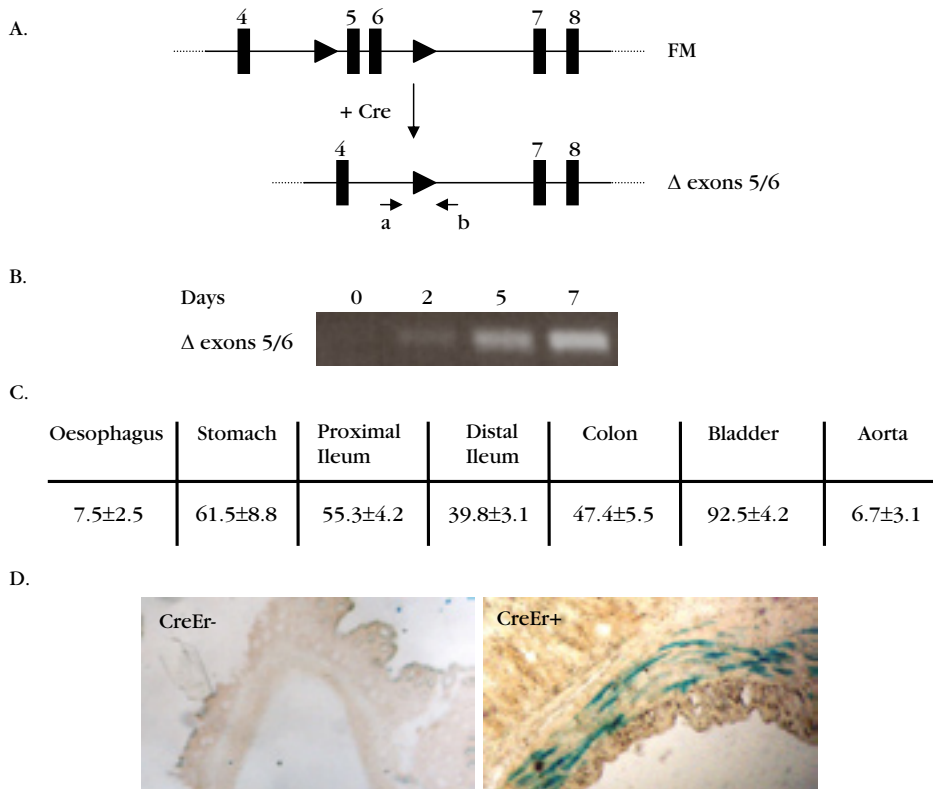 A.
4 5 6 7 8
FM
+ Cre
4 7 8
Δ exons 5/6
a b
B.
Days 0 2 5 7
Δ exons 5/6
C.
Oesophagus Stomach Proximal Ileum Distal Ileum Colon Bladder Aorta
7.5±2.5 61.5±8.8 55.3±4.2 39.8±3.1 47.4±5.5 92.5±4.2 6.7±3.1
D.
CreEr- CreEr+